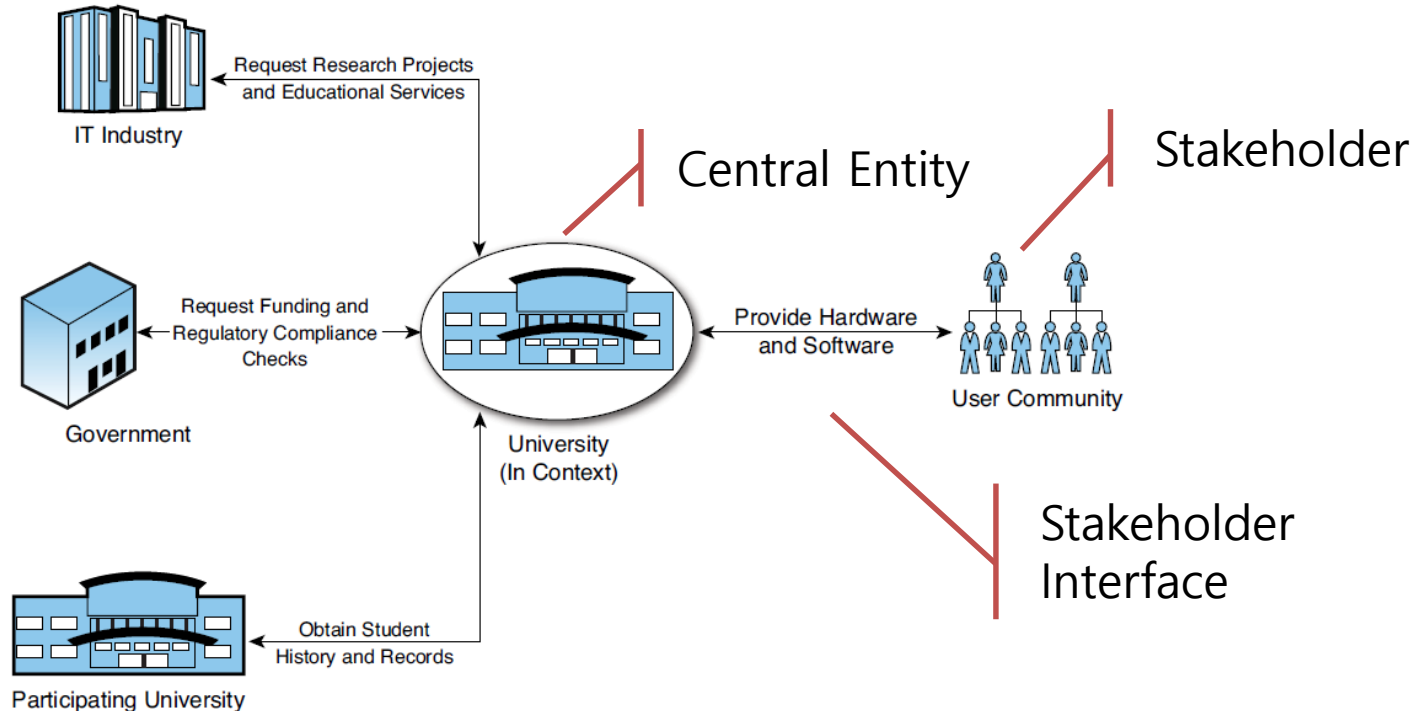 Request Research Projects
and Educational Services
IT Industry
Central Entity
Stakeholder
Request Funding and
Regulatory Compliance
Checks
Government
University
(In Context)
Provide Hardware
and Software
User Community
Stakeholder
Interface
Obtain Student
History and Records
Participating University